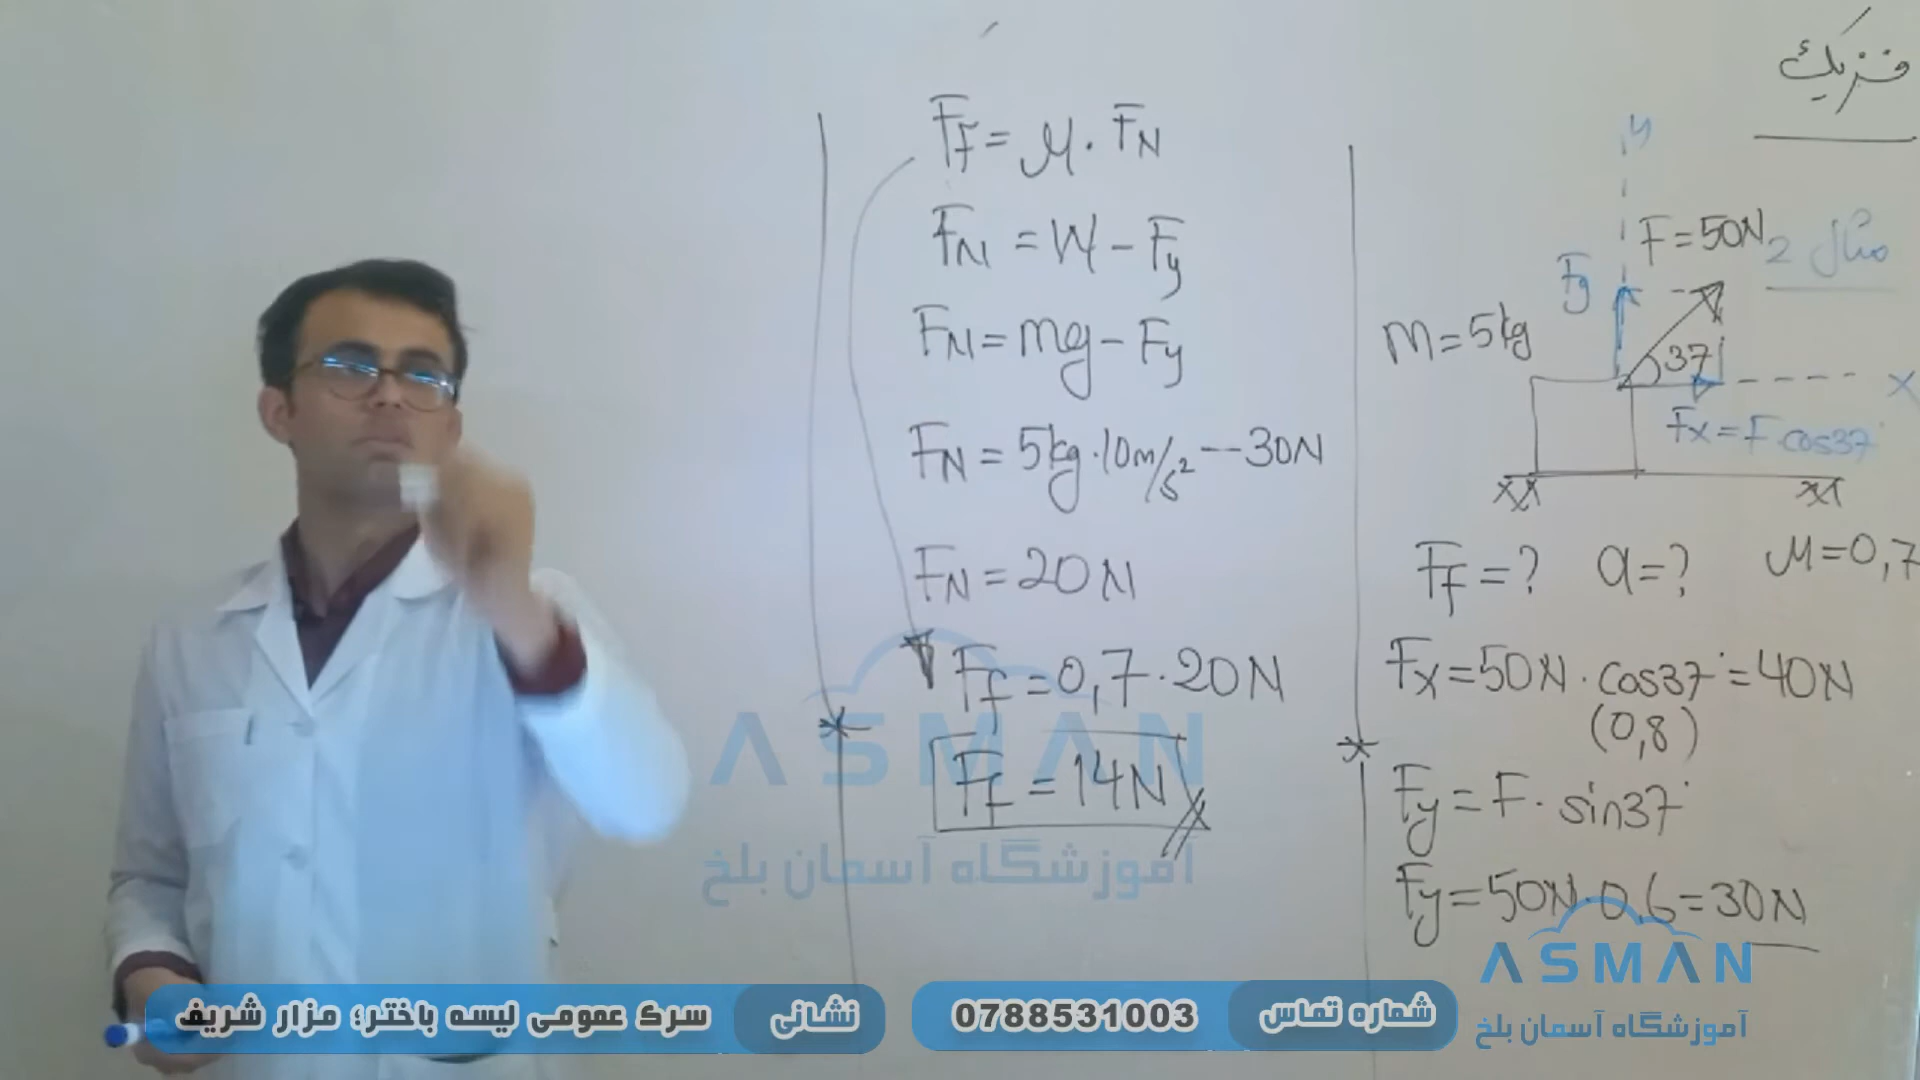 فزیک
مثال 2
y
F=50N
Fy
m=5kg
37
x
Fx=F cos37°
Ff=? a=? μ=0,7
Fx=50N·cos37°=40N
(0,8)
Fy=F·sin37°
Fy=50N·0,6=30N
Ff=μ·FN
FN=W-Fy
FN=mg-Fy
FN=5kg·10m/s²-30N
FN=20N
Ff=0,7·20N
Ff=14N
ASMAN
آموزشگاه آسمان بلخ
ASMAN
آموزشگاه آسمان بلخ
شماره تماس 0788531003
نشانی سرک عمومی لیسه باختر؛ مزار شریف